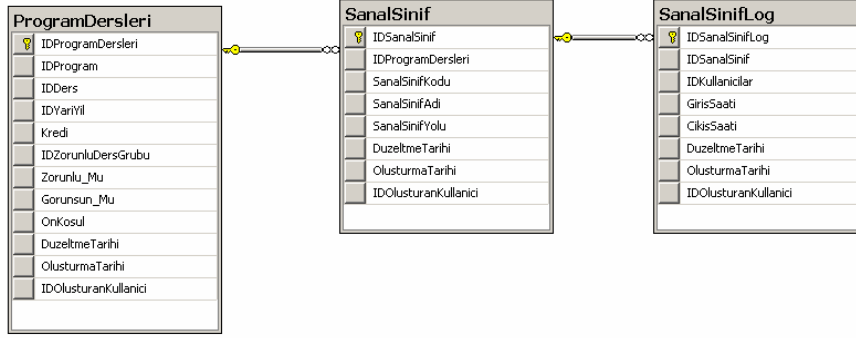 ProgramDersleri
IDProgramDersleri
IDProgram
IDDers
IDYariYil
Kredi
IDZorunluDersGrubu
Zorunlu_Mu
Gorunsun_Mu
OnKosul
DuzeltmeTarihi
OlusturmaTarihi
IDOlusturanKullanici
SanalSinif
IDSanalSinif
IDProgramDersleri
SanalSinifKodu
SanalSinifAdi
SanalSinifYolu
DuzeltmeTarihi
OlusturmaTarihi
IDOlusturanKullanici
SanalSinifLog
IDSanalSinifLog
IDSanalSinif
IDKullanicilar
GirisSaati
CikisSaati
DuzeltmeTarihi
OlusturmaTarihi
IDOlusturanKullanici